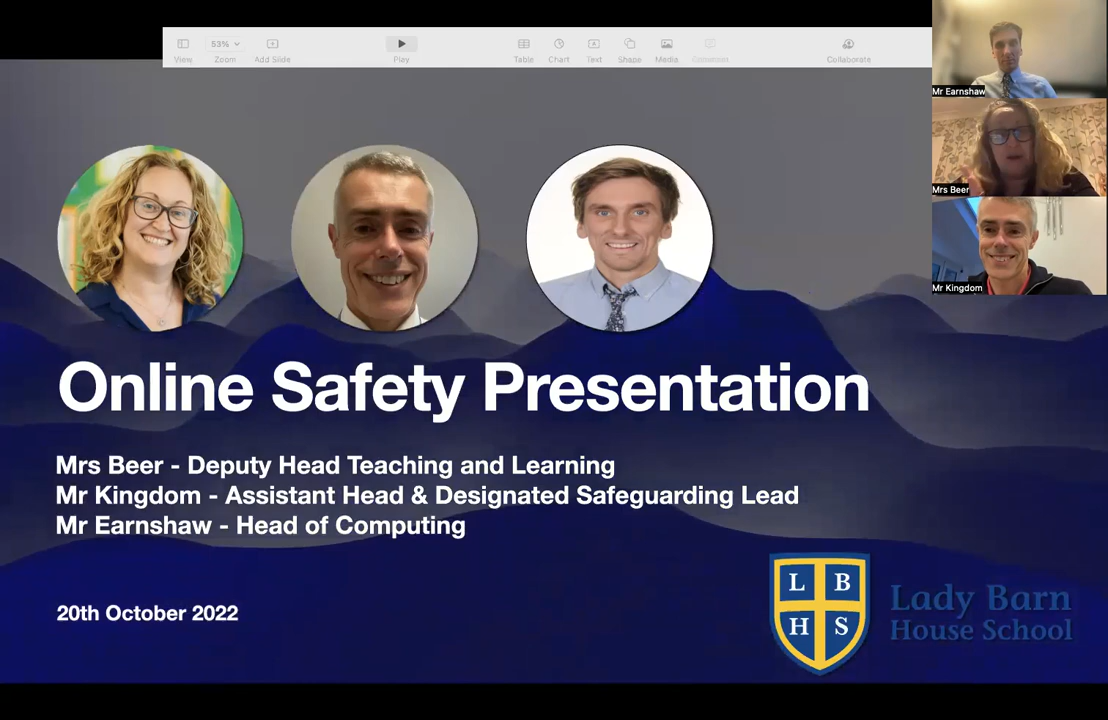 53%
View
Zoom
Add Slide
Play
Table
Chart
Text
Shape
Media
Comment
Collaborate
Mr Earnshaw
Mrs Beer
Mr Kingdom
Online Safety Presentation
Mrs Beer - Deputy Head Teaching and Learning
Mr Kingdom - Assistant Head & Designated Safeguarding Lead
Mr Earnshaw - Head of Computing
20th October 2022
L B
H S
Lady Barn
House School